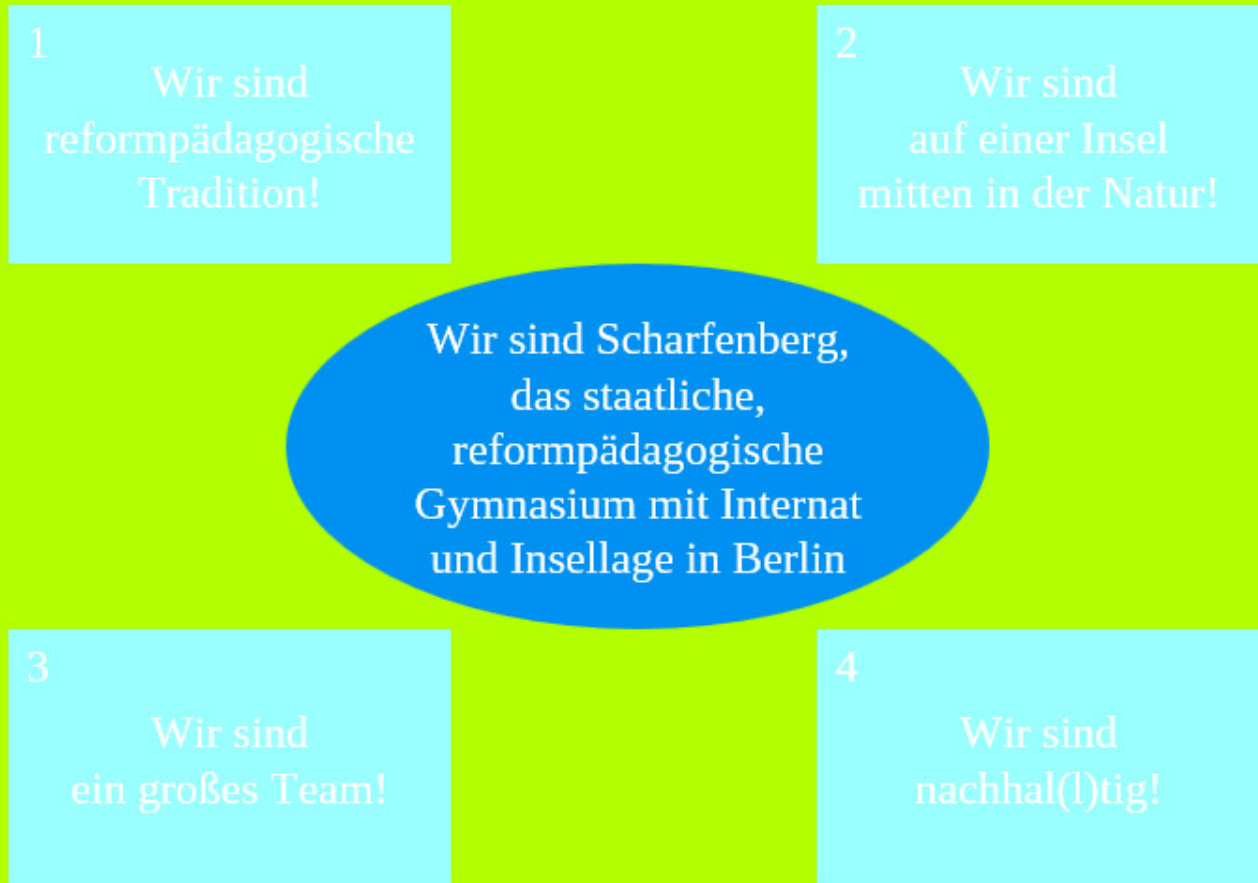 1
Wir sind
reformpädagogische
Tradition!
2
Wir sind
auf einer Insel
mitten in der Natur!
Wir sind Scharfenberg,
das staatliche,
reformpädagogische
Gymnasium mit Internat
und Insellage in Berlin
3
Wir sind
ein großes Team!
4
Wir sind
nachhal(l)tig!